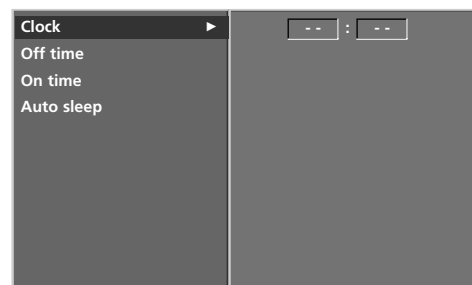 Clock ► - - : - -
Off time
On time
Auto sleep